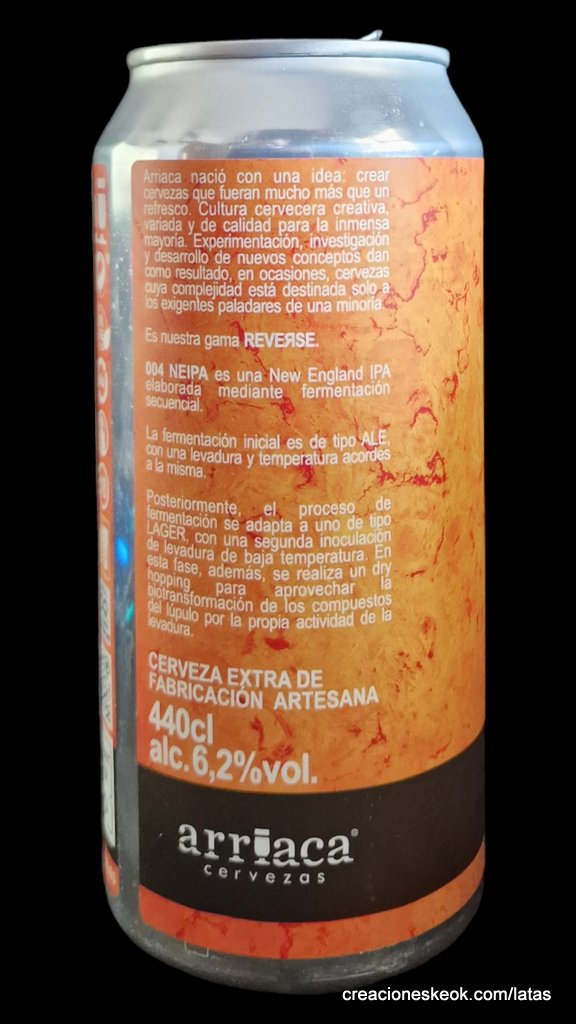 Arriaca nació con una idea: crear
cervezas que fueran mucho más que un
refresco. Cultura cervecera creativa,
variada y de calidad para la inmensa
mayoría. Experimentación, investigación
y desarrollo de nuevos conceptos dan
como resultado, en ocasiones, cervezas
cuya complejidad está destinada solo a
los exigentes paladares de una minoría.
Es nuestra gama REVEЯSE.
004 NEIPA es una New England IPA
elaborada mediante fermentación
secuencial.
La fermentación inicial es de tipo ALE,
con una levadura y temperatura acordes
a la misma.
Posteriormente, el proceso de
fermentación se adapta a uno de tipo
LAGER, con una segunda inoculación
de levadura de baja temperatura. En
esta fase, además, se realiza un dry
hopping para aprovechar la
biotransformación de los compuestos
del lúpulo por la propia actividad de la
levadura.
CERVEZA EXTRA DE
FABRICACIÓN ARTESANA
440cl
alc.6,2%vol.
arriaca®
cervezas
creacioneskeok.com/latas